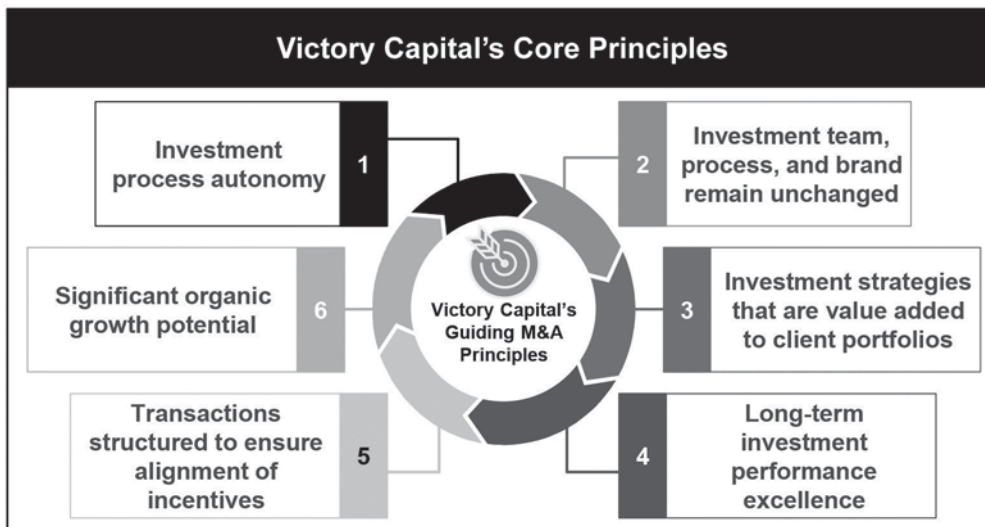 Victory Capital's Core Principles
Investment
process autonomy
1
2
Investment team,
process, and brand
remain unchanged
Significant organic
growth potential
6
Victory Capital's
Guiding M&A
Principles
3
Investment strategies
that are value added
to client portfolios
Transactions
structured to ensure
alignment of
incentives
5
4
Long-term
investment
performance
excellence